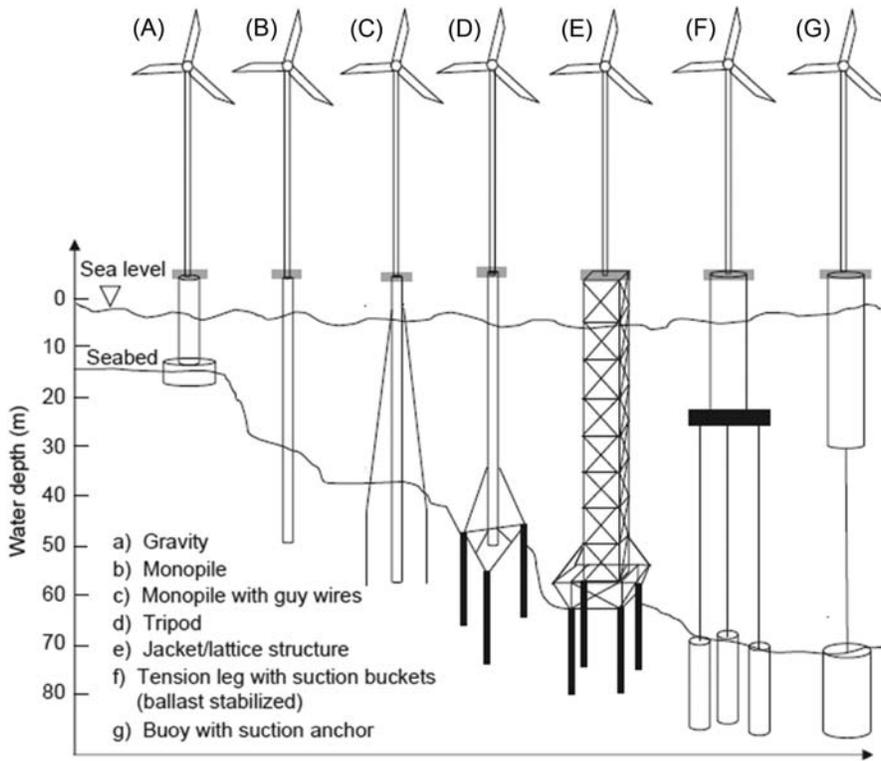 (A) (B) (C) (D) (E) (F) (G)
Sea level
0
10
Seabed
20
30
40
50
60
70
80
Water depth (m)
a) Gravity
b) Monopile
c) Monopile with guy wires
d) Tripod
e) Jacket/lattice structure
f) Tension leg with suction buckets
(ballast stabilized)
g) Buoy with suction anchor